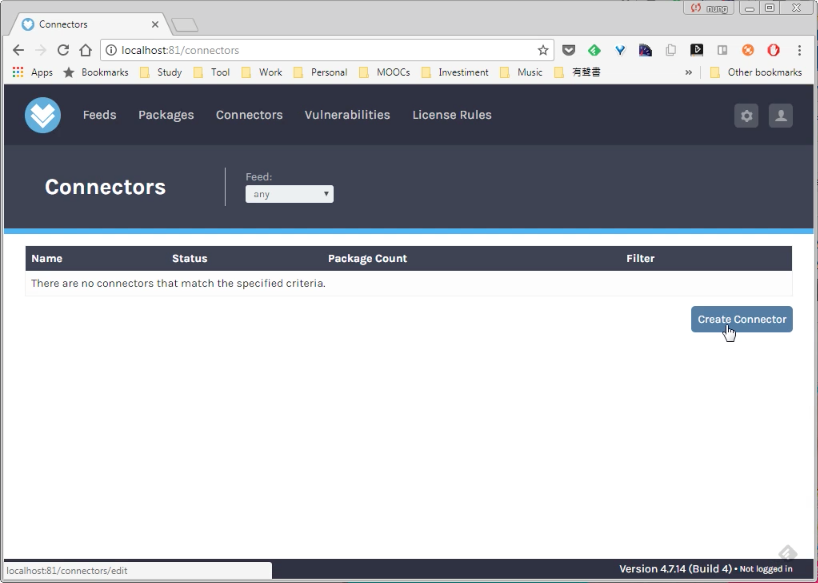 nung
Connectors
localhost:81/connectors
Apps Bookmarks Study Tool Work Personal MOOCs Investiment Music 有聲書 » Other bookmarks
Feeds Packages Connectors Vulnerabilities License Rules
Connectors
Feed:
any
Name Status Package Count Filter
There are no connectors that match the specified criteria.
Create Connector
localhost:81/connectors/edit
Version 4.7.14 (Build 4) • Not logged in